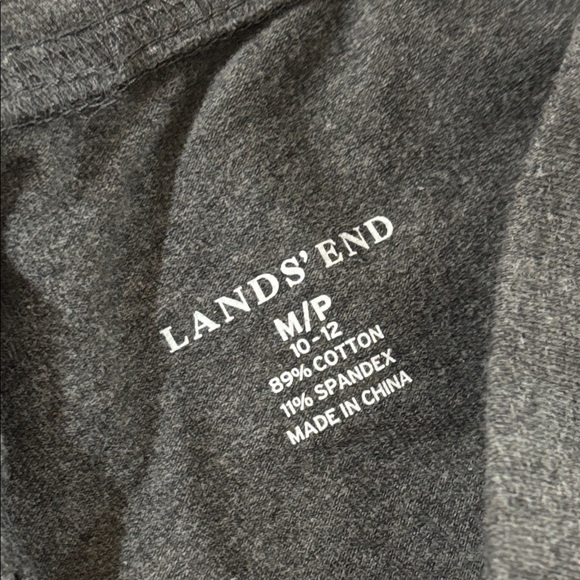 LANDS' END
M/P
10-12
89% COTTON
11% SPANDEX
MADE IN CHINA